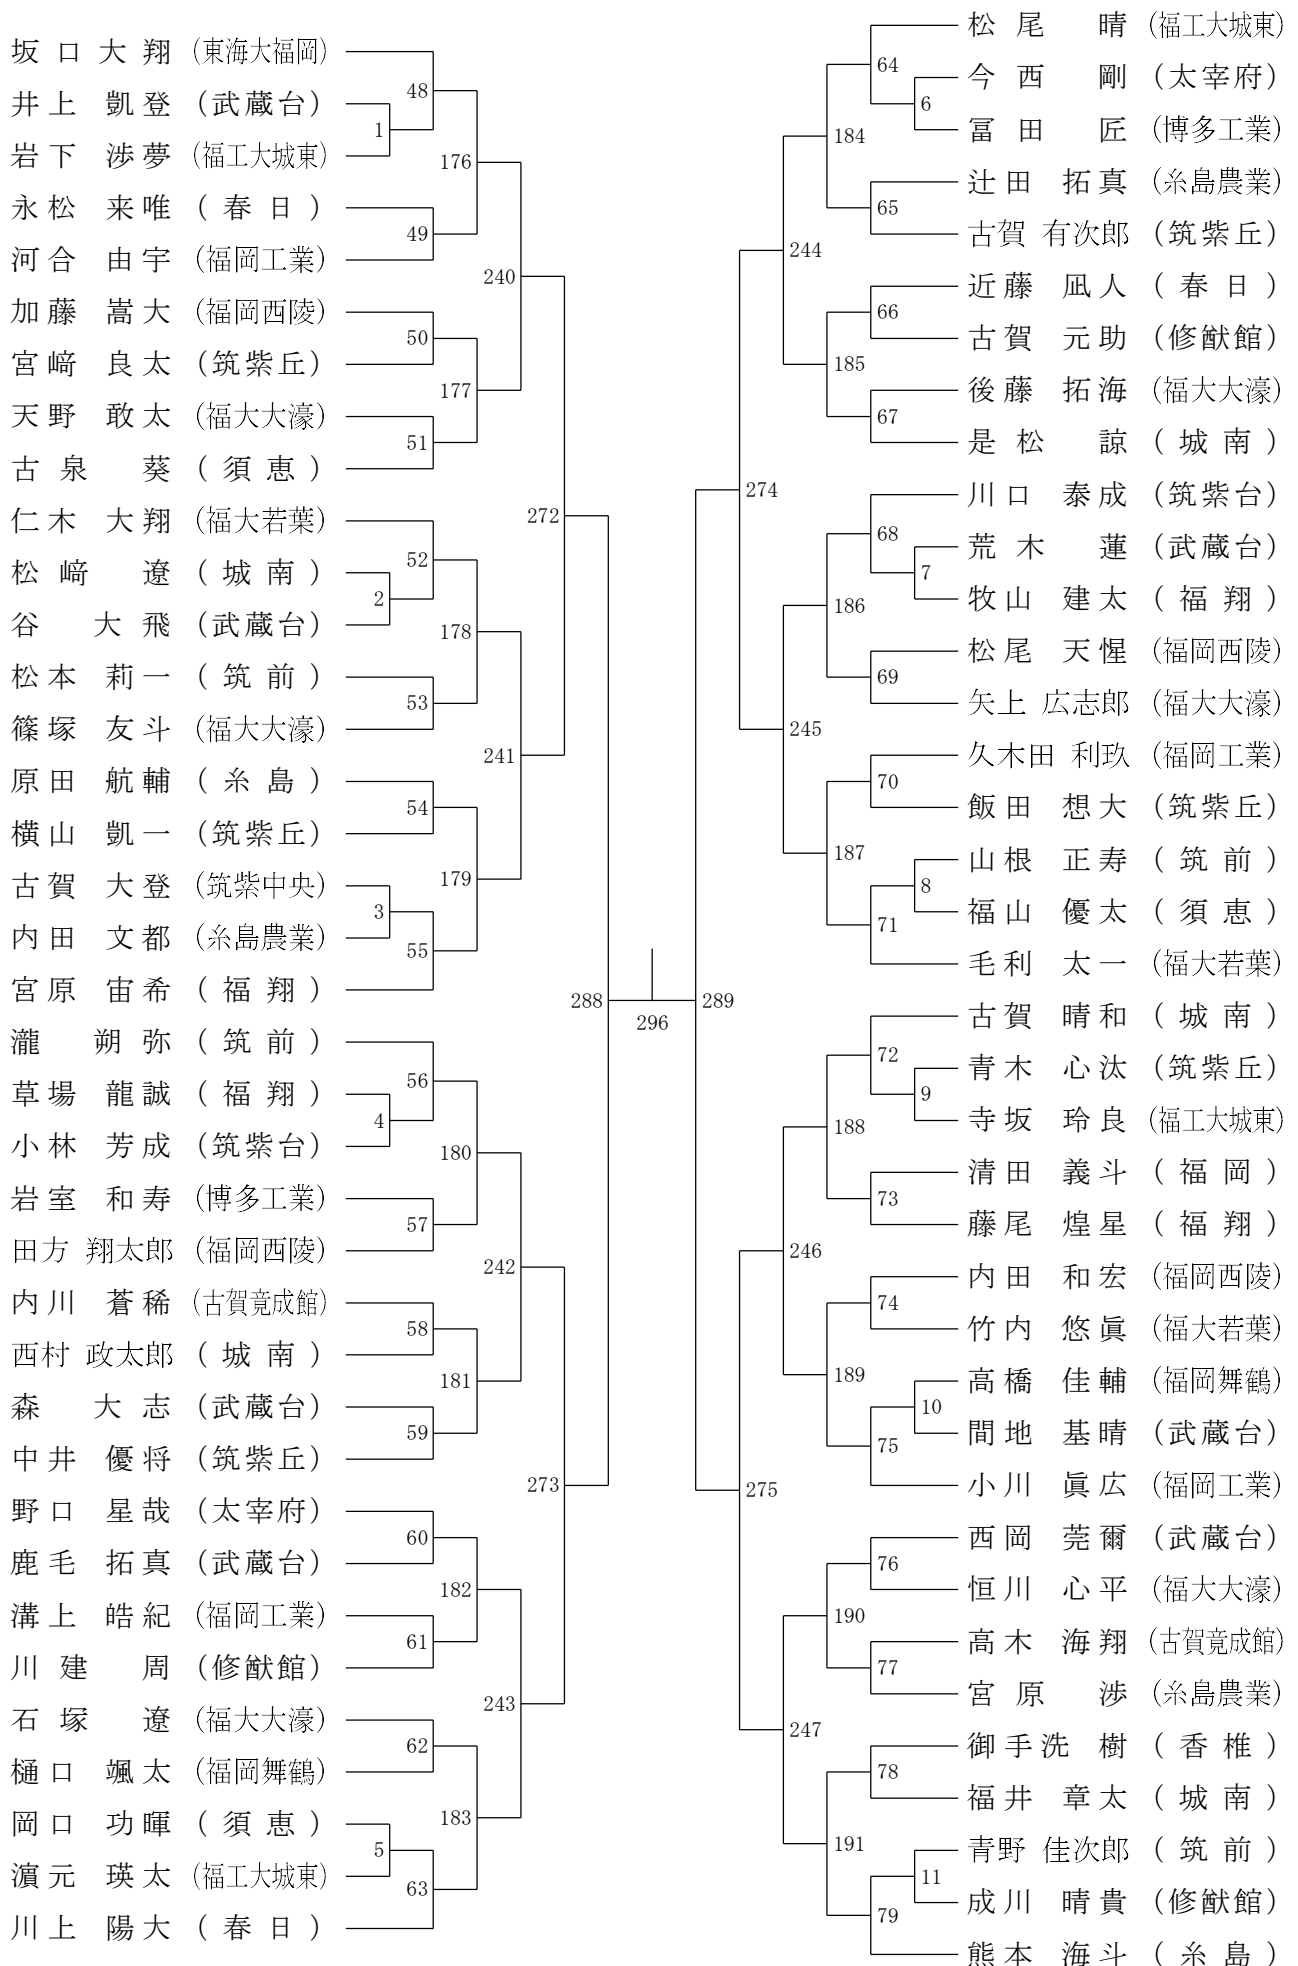 坂口大翔 (東海大福岡)
井上 凱登 (武蔵台)
岩下 渉夢 (福工大城東)
永松 来唯 (春日)
河合 由宇 (福岡工業)
加藤 嵩大 (福岡西陵)
宮﨑 良太 (筑紫丘)
天野 敢太 (福大大濠)
古泉 葵 (須恵)
仁木 大翔 (福大若葉)
松﨑 遼 (城南)
谷 大飛 (武蔵台)
松本 莉一 (筑前)
篠塚 友斗 (福大大濠)
原田 航輔 (糸島)
横山 凱一 (筑紫丘)
古賀 大登 (筑紫中央)
内田 文都 (糸島農業)
宮原 宙希 (福翔)
瀧 朔弥 (筑前)
草場 龍誠 (福翔)
小林 芳成 (筑紫台)
岩室 和寿 (博多工業)
田方 翔太郎 (福岡西陵)
内川 蒼稀 (古賀竟成館)
西村 政太郎 (城南)
森 大志 (武蔵台)
中井 優将 (筑紫丘)
野口 星哉 (太宰府)
鹿毛 拓真 (武蔵台)
溝上 皓紀 (福岡工業)
川建 周 (修猷館)
石塚 遼 (福大大濠)
樋口 颯太 (福岡舞鶴)
岡口 功暉 (須恵)
濵元 瑛太 (福工大城東)
川上 陽大 (春日)
1
2
3
4
5
48
49
50
51
52
53
54
55
56
57
58
59
60
61
62
63
176
177
178
179
180
181
182
183
240
241
242
243
272
273
288
296
289
274
275
244
245
246
247
184
185
186
187
188
189
190
191
64
65
66
67
68
69
70
71
72
73
74
75
76
77
78
79
6
7
8
9
10
11
松尾 晴 (福工大城東)
今西 剛 (太宰府)
冨田 匠 (博多工業)
辻田 拓真 (糸島農業)
古賀 有次郎 (筑紫丘)
近藤 凪人 (春日)
古賀 元助 (修猷館)
後藤 拓海 (福大大濠)
是松 諒 (城南)
川口 泰成 (筑紫台)
荒木 蓮 (武蔵台)
牧山 建太 (福翔)
松尾 天惺 (福岡西陵)
矢上 広志郎 (福大大濠)
久木田 利玖 (福岡工業)
飯田 想大 (筑紫丘)
山根 正寿 (筑前)
福山 優太 (須恵)
毛利 太一 (福大若葉)
古賀 晴和 (城南)
青木 心汰 (筑紫丘)
寺坂 玲良 (福工大城東)
清田 義斗 (福岡)
藤尾 煌星 (福翔)
内田 和宏 (福岡西陵)
竹内 悠眞 (福大若葉)
高橋 佳輔 (福岡舞鶴)
間地 基晴 (武蔵台)
小川 眞広 (福岡工業)
西岡 莞爾 (武蔵台)
恒川 心平 (福大大濠)
高木 海翔 (古賀竟成館)
宮原 渉 (糸島農業)
御手洗 樹 (香椎)
福井 章太 (城南)
青野 佳次郎 (筑前)
成川 晴貴 (修猷館)
熊本 海斗 (糸島)